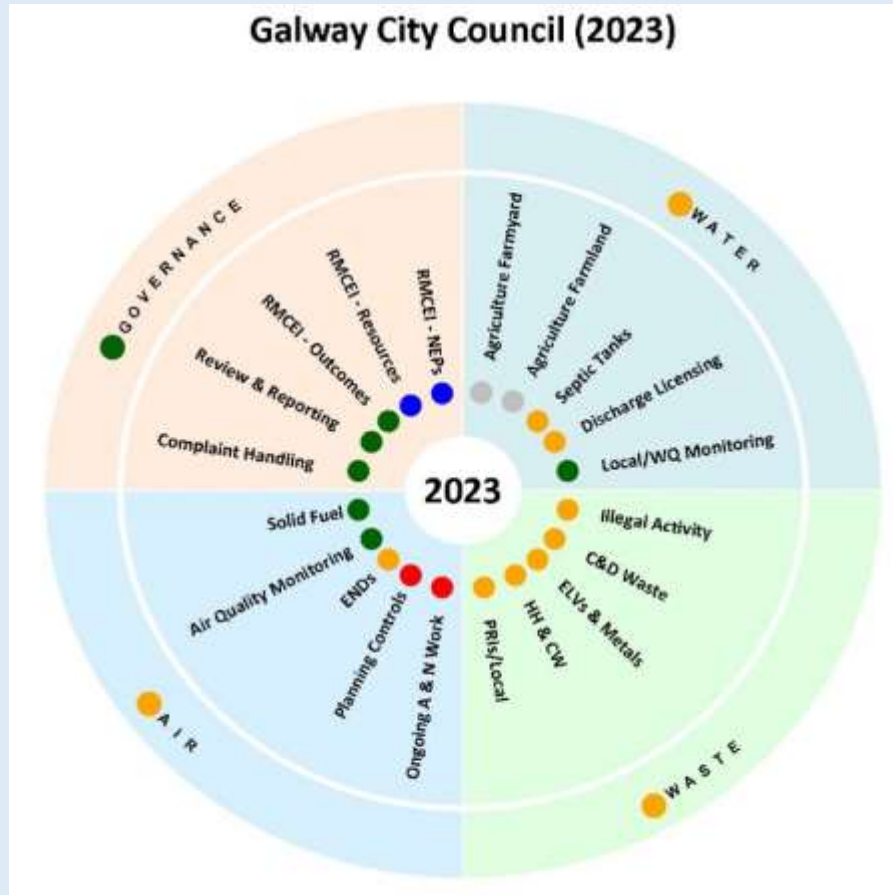 Galway City Council (2023)
GOVERNANCE
RMCEI - NEPs
RMCEI - Resources
RMCEI - Outcomes
Review & Reporting
Complaint Handling
WATER
Agriculture Farmyard
Agriculture Farmland
Septic Tanks
Discharge Licensing
Local/WQ Monitoring
2023
Solid Fuel
Air Quality Monitoring
ENDs
Planning Controls
Ongoing A & N Work
AIR
Illegal Activity
C&D Waste
ELVs & Metals
HH & CW
PRIs/Local
WASTE